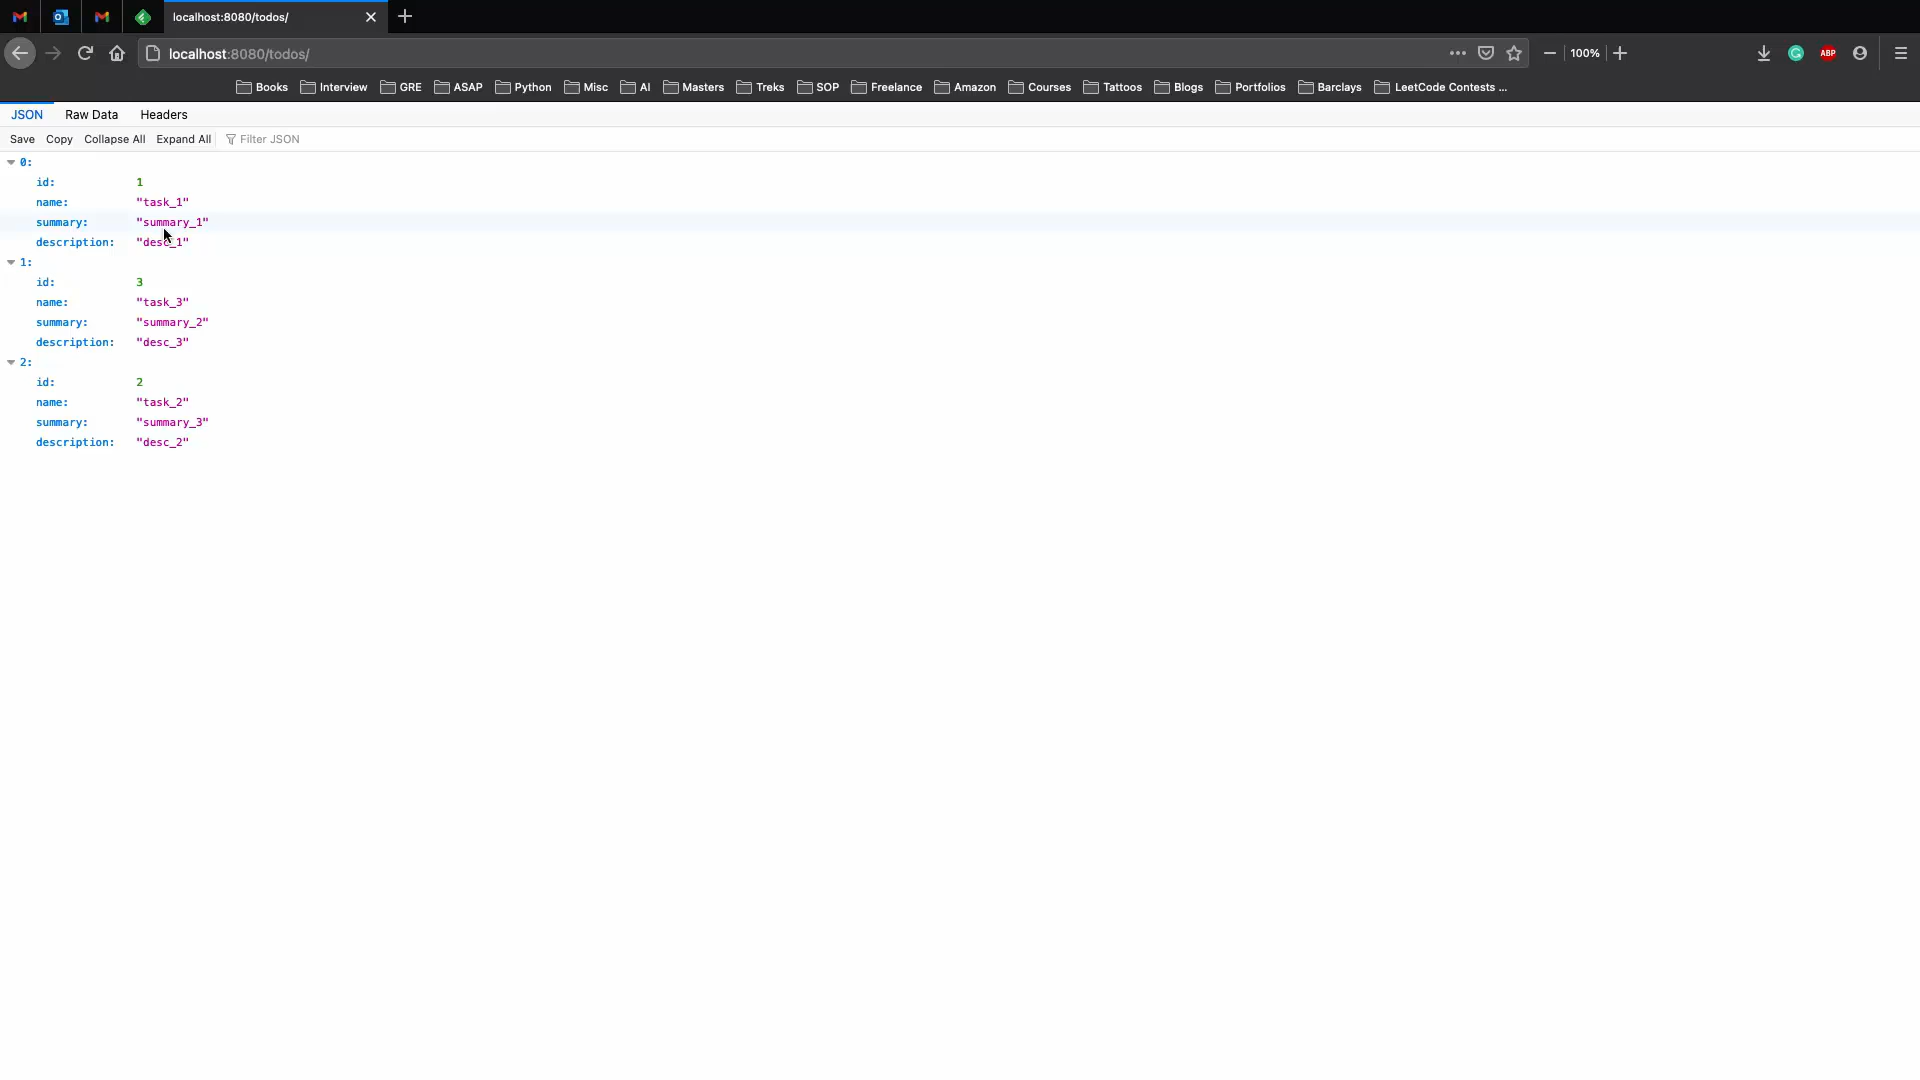 localhost:8080/todos/
localhost:8080/todos/ 100% ABP
Books Interview GRE ASAP Python Misc AI Masters Treks SOP Freelance Amazon Courses Tattoos Blogs Portfolios Barclays LeetCode Contests ...
JSON Raw Data Headers
Save Copy Collapse All Expand All Filter JSON
0:
id: 1
name: "task_1"
summary: "summary_1"
description: "desc_1"
1:
id: 3
name: "task_3"
summary: "summary_2"
description: "desc_3"
2:
id: 2
name: "task_2"
summary: "summary_3"
description: "desc_2"